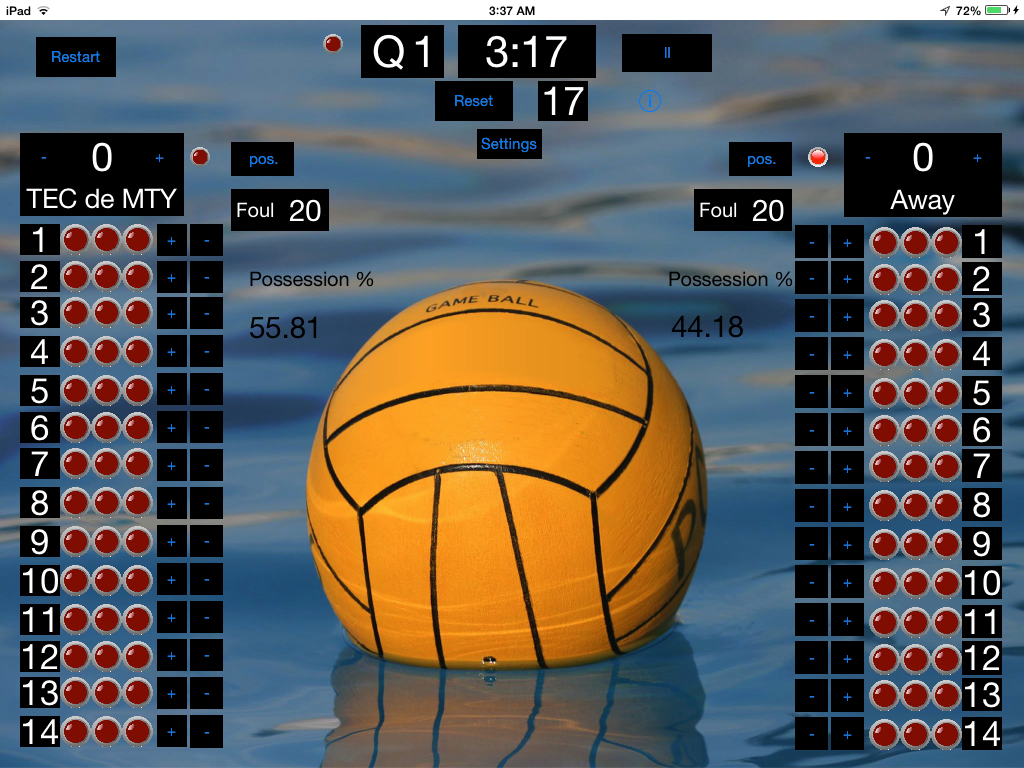 iPad 3:37 AM 72%
Restart Q 1 3:17 II
Reset 17 i
Settings
- 0 + pos. pos. - 0 +
TEC de MTY Away
Foul 20 Foul 20
1 + - - + 1
2 + - - + 2
Possession % Possession %
3 + - - + 3
55.81 44.18
GAME BALL
4 + - - + 4
5 + - - + 5
6 + - - + 6
7 + - - + 7
8 + - - + 8
9 + - - + 9
10 + - - + 10
11 + - - + 11
12 + - - + 12
13 + - - + 13
14 + - - + 14